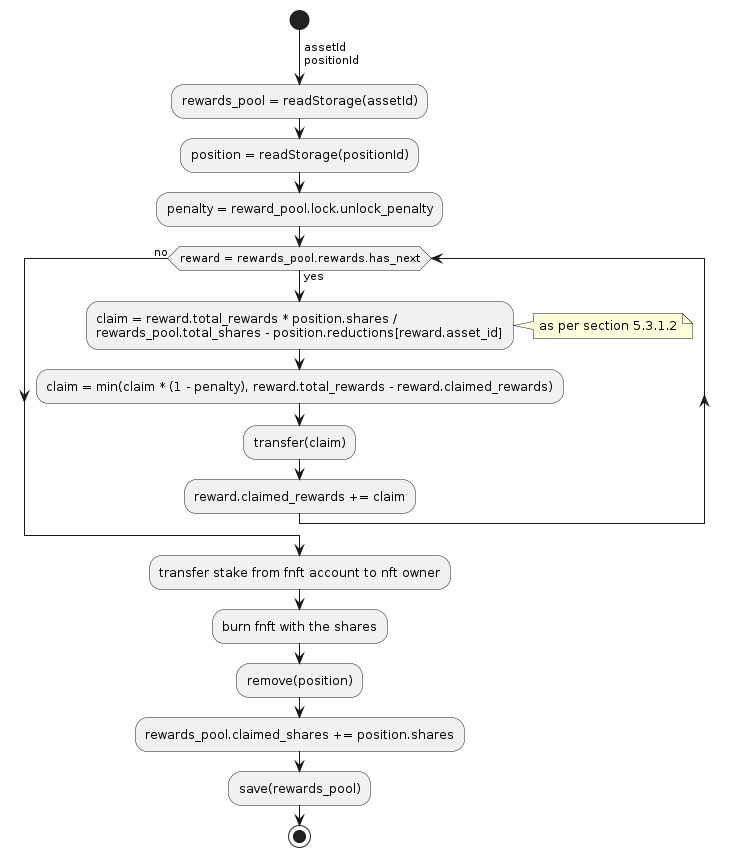 assetId
positionId
rewards_pool = readStorage(assetId)
position = readStorage(positionId)
penalty = reward_pool.lock.unlock_penalty
no
reward = rewards_pool.rewards.has_next
yes
claim = reward.total_rewards * position.shares /
rewards_pool.total_shares - position.reductions[reward.asset_id]
as per section 5.3.1.2
claim = min(claim * (1 - penalty), reward.total_rewards - reward.claimed_rewards)
transfer(claim)
reward.claimed_rewards += claim
transfer stake from fnft account to nft owner
burn fnft with the shares
remove(position)
rewards_pool.claimed_shares += position.shares
save(rewards_pool)